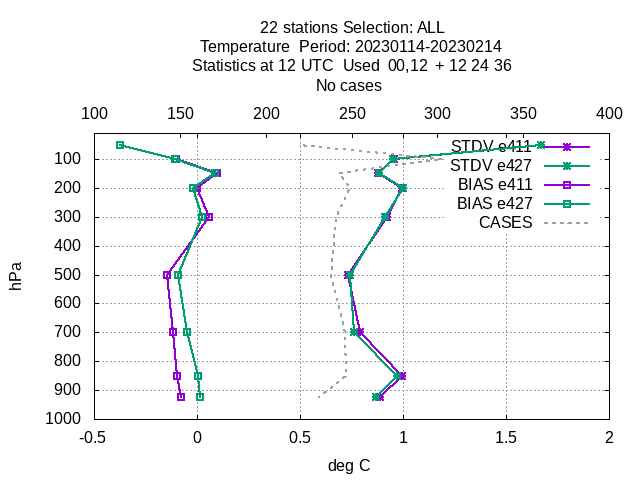 22 stations Selection: ALL
Temperature  Period: 20230114-20230214
Statistics at 12 UTC  Used  00,12  + 12 24 36
No cases
100 150 200 250 300 350 400
STDV e411
STDV e427
BIAS e411
BIAS e427
CASES
hPa
100
200
300
400
500
600
700
800
900
1000
-0.5 0 0.5 1 1.5 2
deg C